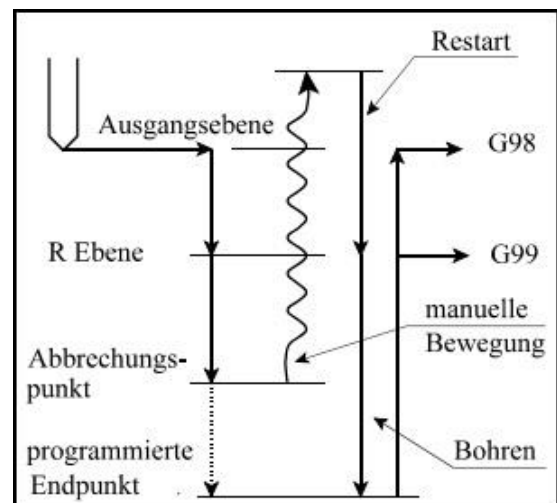 Restart
Ausgangsebene
G98
R Ebene
G99
manuelle
Bewegung
Abbrechungs-
punkt
programmierte
Endpunkt
Bohren